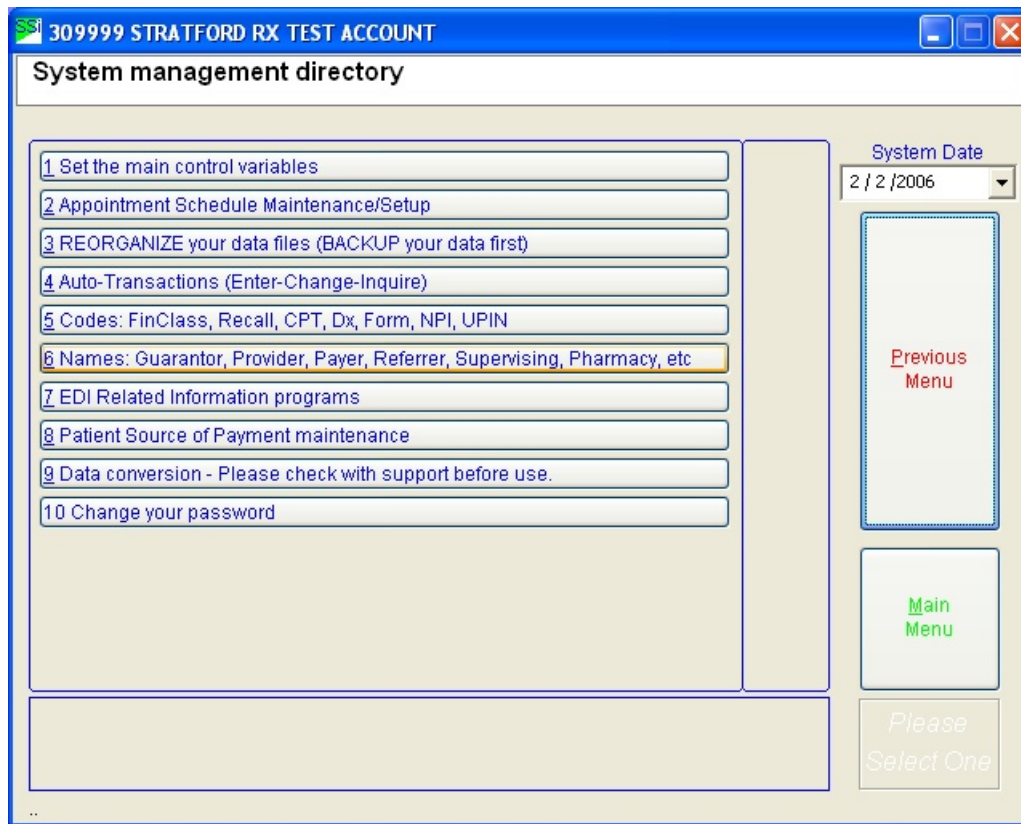 SSi 309999 STRATFORD RX TEST ACCOUNT
System management directory
1 Set the main control variables
2 Appointment Schedule Maintenance/Setup
3 REORGANIZE your data files (BACKUP your data first)
4 Auto-Transactions (Enter-Change-Inquire)
5 Codes: FinClass, Recall, CPT, Dx, Form, NPI, UPIN
6 Names: Guarantor, Provider, Payer, Referrer, Supervising, Pharmacy, etc
7 EDI Related Information programs
8 Patient Source of Payment maintenance
9 Data conversion - Please check with support before use.
10 Change your password
System Date
2 / 2 /2006
Previous
Menu
Main
Menu
Please
Select One
..